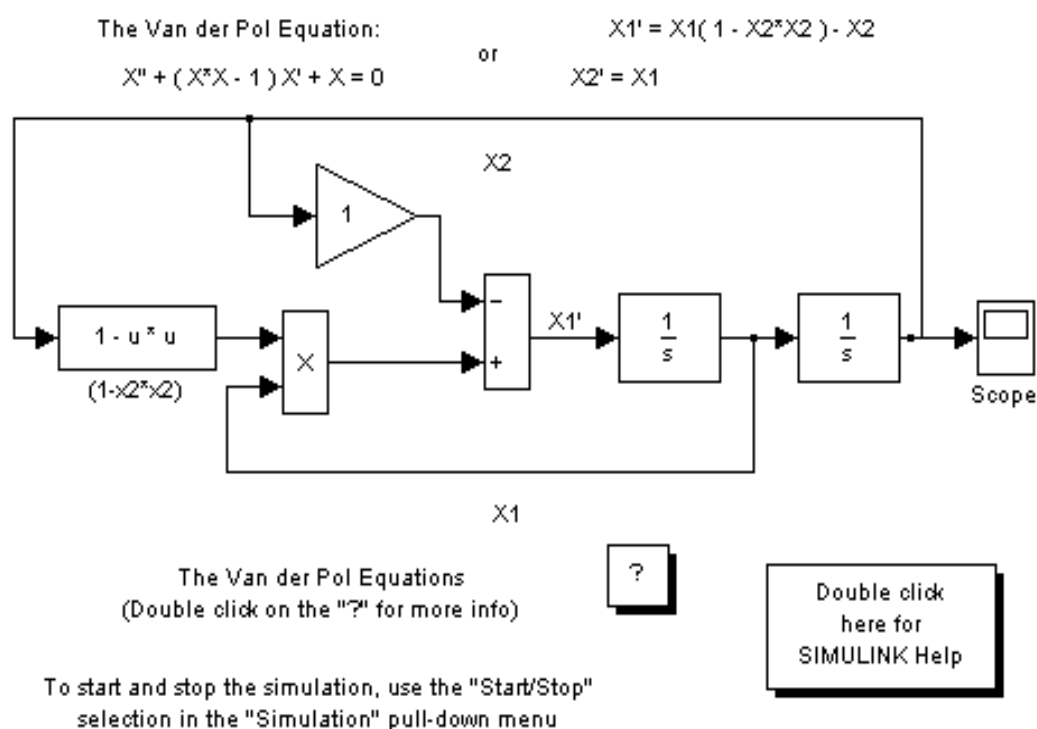 The Van der Pol Equation:
X'' + ( X*X - 1 ) X' + X = 0
or
X1' = X1( 1 - X2*X2 ) - X2
X2' = X1
X2
1
1 - u * u
(1-x2*x2)
X
−
+
X1'
1
s
1
s
Scope
X1
The Van der Pol Equations
(Double click on the "?" for more info)
?
Double click
here for
SIMULINK Help
To start and stop the simulation, use the "Start/Stop"
selection in the "Simulation" pull-down menu